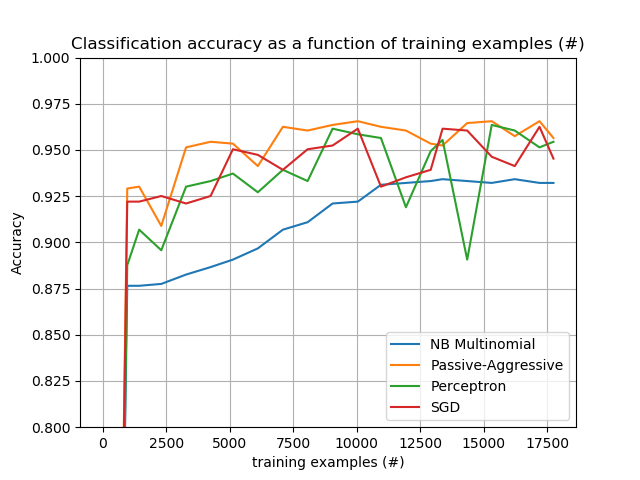 Classification accuracy as a function of training examples (#)
1.000
0.975
0.950
0.925
0.900
0.875
0.850
0.825
0.800
Accuracy
NB Multinomial
Passive-Aggressive
Perceptron
SGD
0 2500 5000 7500 10000 12500 15000 17500
training examples (#)